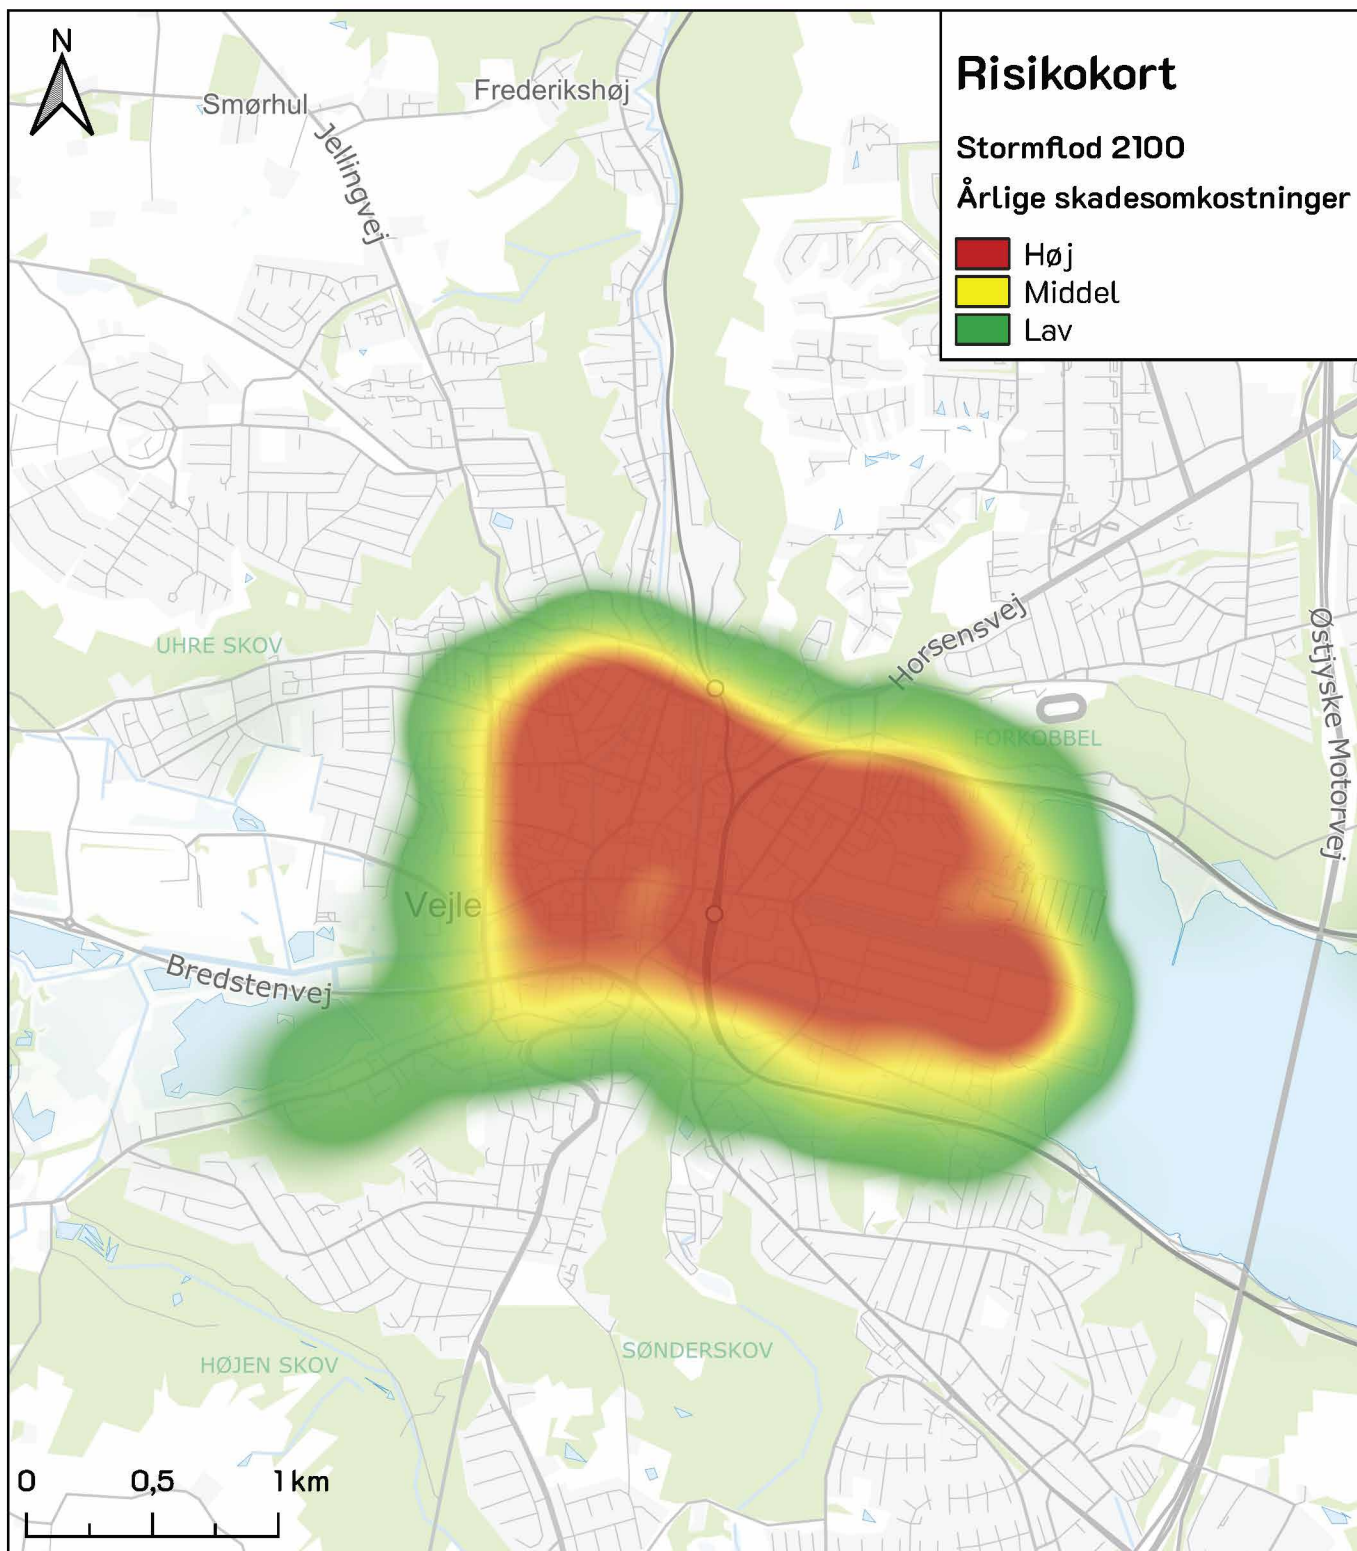 N
Risikokort
Stormflod 2100
Årlige skadesomkostninger
Høj
Middel
Lav
Smørhul
Frederikshøj
Jellingvej
UHRE SKOV
Horsensvej
Østjyske Motorvej
FORKOBBEL
Vejle
Bredstenvej
SØNDERSKOV
HØJEN SKOV
0 0,5 1 km